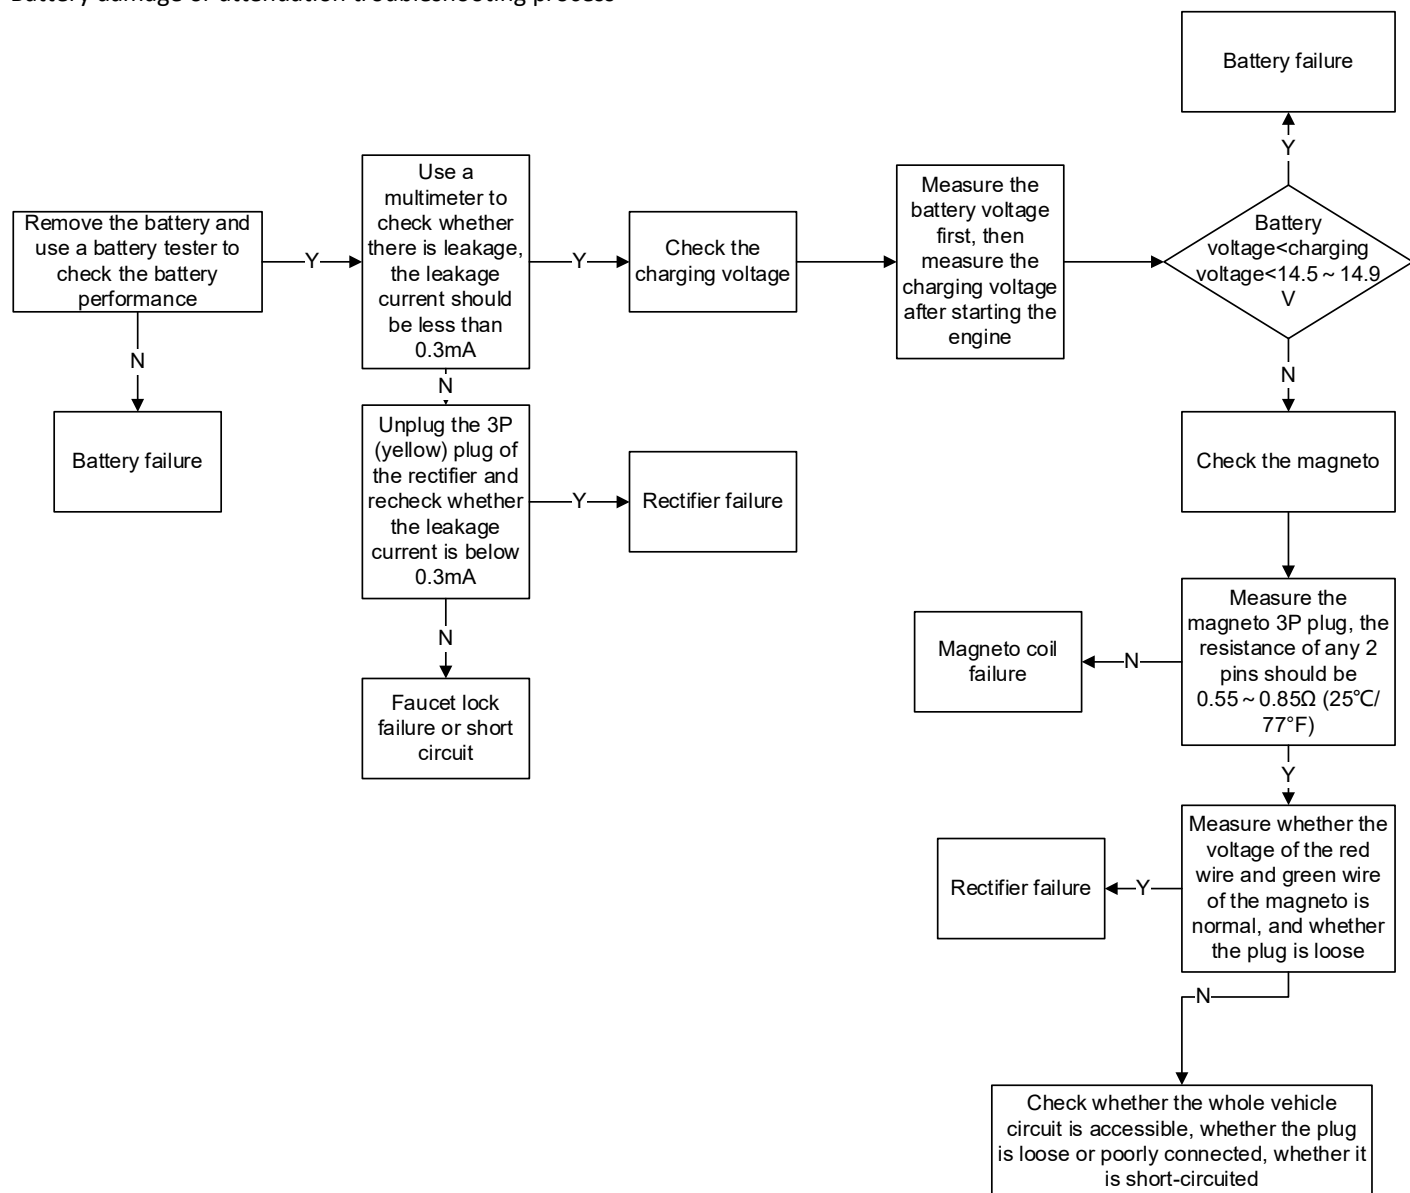 Battery damage or attenuation troubleshooting process
Battery failure
Y
Remove the battery and
use a battery tester to
check the battery
performance
Y
Use a
multimeter to
check whether
there is leakage,
the leakage
current should
be less than
0.3mA
Y
Check the
charging voltage
Measure the
battery voltage
first, then
measure the
charging voltage
after starting the
engine
Battery
voltage<charging
voltage<14.5～14.9
V
N
Battery failure
N
Unplug the 3P
(yellow) plug of
the rectifier and
recheck whether
the leakage
current is below
0.3mA
Y
Rectifier failure
N
Faucet lock
failure or short
circuit
N
Check the magneto
Measure the
magneto 3P plug, the
resistance of any 2
pins should be
0.55～0.85Ω (25℃/
77°F)
N
Magneto coil
failure
Y
Measure whether the
voltage of the red
wire and green wire
of the magneto is
normal, and whether
the plug is loose
Y
Rectifier failure
N
Check whether the whole vehicle
circuit is accessible, whether the plug
is loose or poorly connected, whether it
is short-circuited